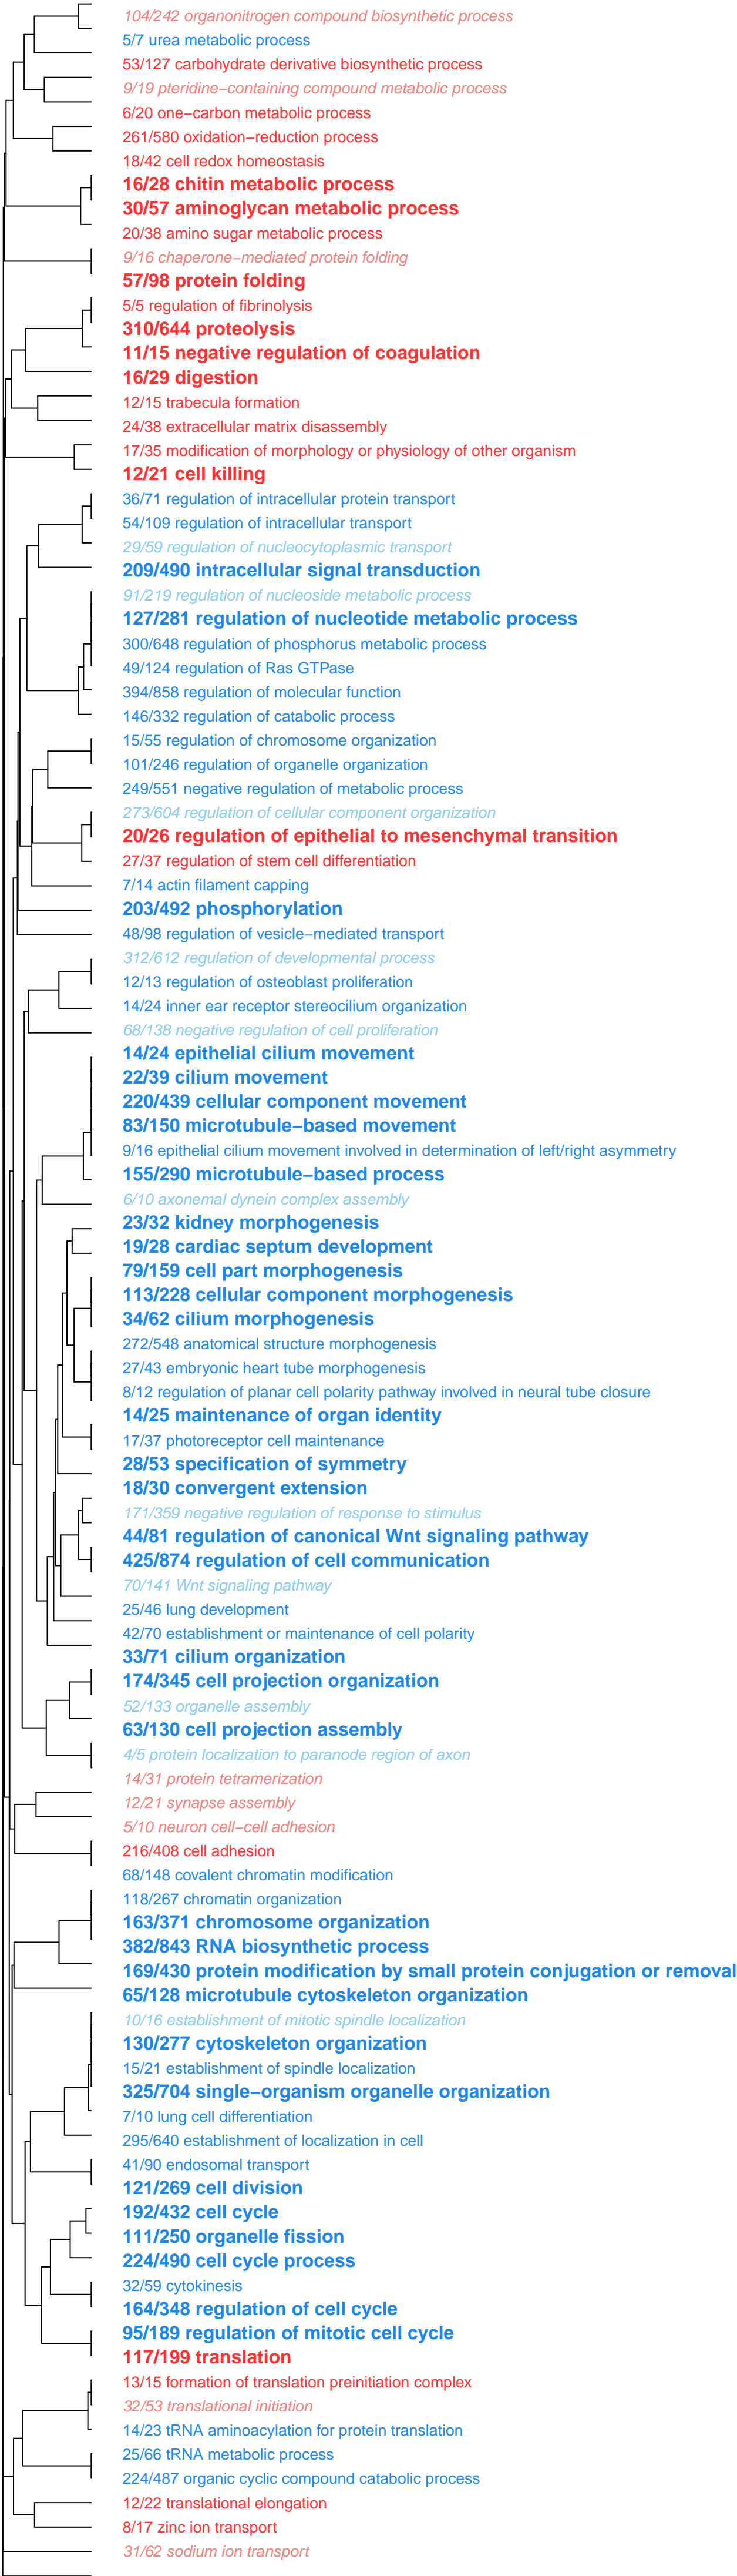 104/242 organonitrogen compound biosynthetic process
5/7 urea metabolic process
53/127 carbohydrate derivative biosynthetic process
9/19 pteridine−containing compound metabolic process
6/20 one−carbon metabolic process
261/580 oxidation−reduction process
18/42 cell redox homeostasis
16/28 chitin metabolic process
30/57 aminoglycan metabolic process
20/38 amino sugar metabolic process
9/16 chaperone−mediated protein folding
57/98 protein folding
5/5 regulation of fibrinolysis
310/644 proteolysis
11/15 negative regulation of coagulation
16/29 digestion
12/15 trabecula formation
24/38 extracellular matrix disassembly
17/35 modification of morphology or physiology of other organism
12/21 cell killing
36/71 regulation of intracellular protein transport
54/109 regulation of intracellular transport
29/59 regulation of nucleocytoplasmic transport
209/490 intracellular signal transduction
91/219 regulation of nucleoside metabolic process
127/281 regulation of nucleotide metabolic process
300/648 regulation of phosphorus metabolic process
49/124 regulation of Ras GTPase
394/858 regulation of molecular function
146/332 regulation of catabolic process
15/55 regulation of chromosome organization
101/246 regulation of organelle organization
249/551 negative regulation of metabolic process
273/604 regulation of cellular component organization
20/26 regulation of epithelial to mesenchymal transition
27/37 regulation of stem cell differentiation
7/14 actin filament capping
203/492 phosphorylation
48/98 regulation of vesicle−mediated transport
312/612 regulation of developmental process
12/13 regulation of osteoblast proliferation
14/24 inner ear receptor stereocilium organization
68/138 negative regulation of cell proliferation
14/24 epithelial cilium movement
22/39 cilium movement
220/439 cellular component movement
83/150 microtubule−based movement
9/16 epithelial cilium movement involved in determination of left/right asymmetry
155/290 microtubule−based process
6/10 axonemal dynein complex assembly
23/32 kidney morphogenesis
19/28 cardiac septum development
79/159 cell part morphogenesis
113/228 cellular component morphogenesis
34/62 cilium morphogenesis
272/548 anatomical structure morphogenesis
27/43 embryonic heart tube morphogenesis
8/12 regulation of planar cell polarity pathway involved in neural tube closure
14/25 maintenance of organ identity
17/37 photoreceptor cell maintenance
28/53 specification of symmetry
18/30 convergent extension
171/359 negative regulation of response to stimulus
44/81 regulation of canonical Wnt signaling pathway
425/874 regulation of cell communication
70/141 Wnt signaling pathway
25/46 lung development
42/70 establishment or maintenance of cell polarity
33/71 cilium organization
174/345 cell projection organization
52/133 organelle assembly
63/130 cell projection assembly
4/5 protein localization to paranode region of axon
14/31 protein tetramerization
12/21 synapse assembly
5/10 neuron cell−cell adhesion
216/408 cell adhesion
68/148 covalent chromatin modification
118/267 chromatin organization
163/371 chromosome organization
382/843 RNA biosynthetic process
169/430 protein modification by small protein conjugation or removal
65/128 microtubule cytoskeleton organization
10/16 establishment of mitotic spindle localization
130/277 cytoskeleton organization
15/21 establishment of spindle localization
325/704 single−organism organelle organization
7/10 lung cell differentiation
295/640 establishment of localization in cell
41/90 endosomal transport
121/269 cell division
192/432 cell cycle
111/250 organelle fission
224/490 cell cycle process
32/59 cytokinesis
164/348 regulation of cell cycle
95/189 regulation of mitotic cell cycle
117/199 translation
13/15 formation of translation preinitiation complex
32/53 translational initiation
14/23 tRNA aminoacylation for protein translation
25/66 tRNA metabolic process
224/487 organic cyclic compound catabolic process
12/22 translational elongation
8/17 zinc ion transport
31/62 sodium ion transport